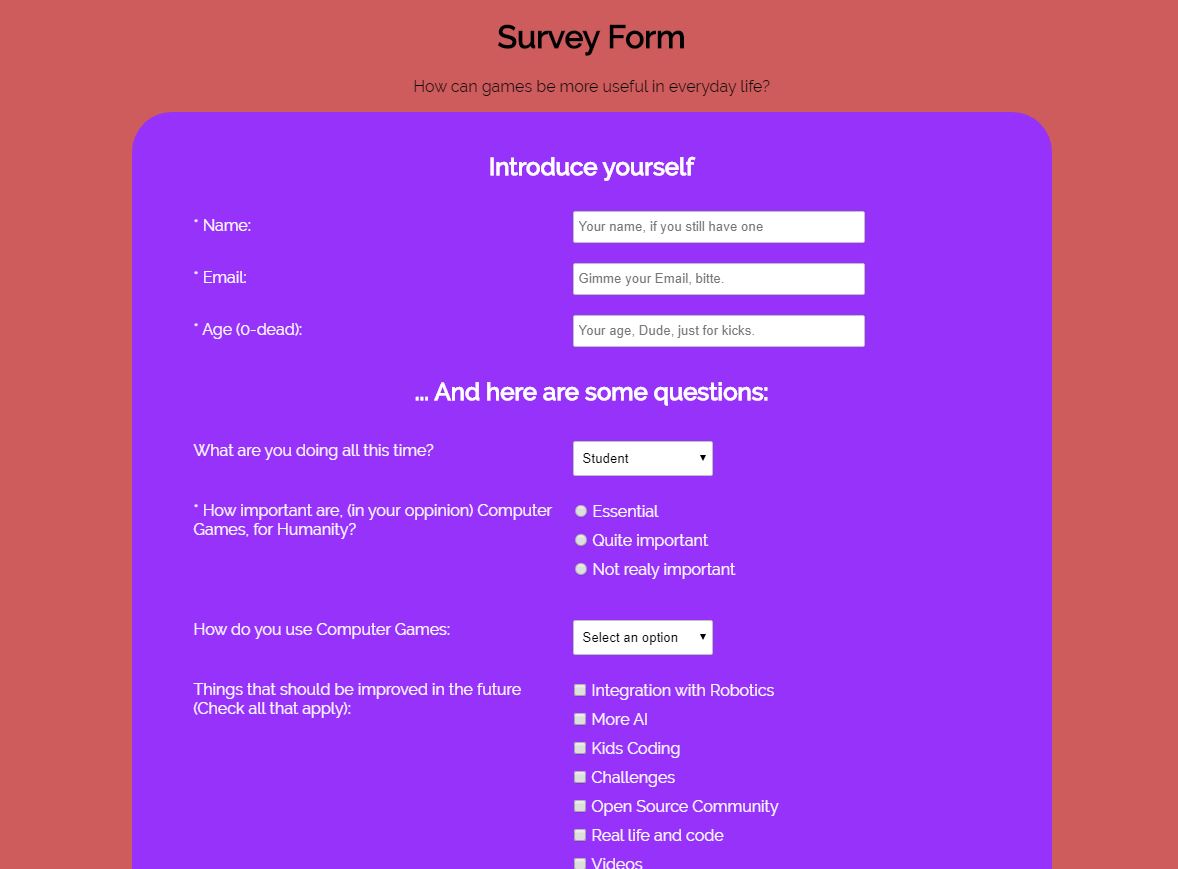 Survey Form
How can games be more useful in everyday life?
Introduce yourself
* Name:
Your name, if you still have one
* Email:
Gimme your Email, bitte.
* Age (0-dead):
Your age, Dude, just for kicks.
... And here are some questions:
What are you doing all this time?
Student
* How important are, (in your oppinion) Computer
Games, for Humanity?
Essential
Quite important
Not realy important
How do you use Computer Games:
Select an option
Things that should be improved in the future
(Check all that apply):
Integration with Robotics
More AI
Kids Coding
Challenges
Open Source Community
Real life and code
Videos